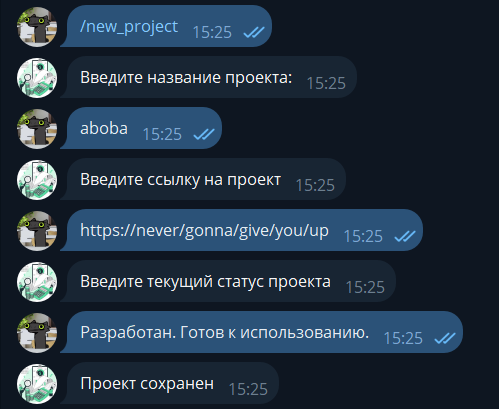 /new_project 15:25
Введите название проекта: 15:25
aboba 15:25
Введите ссылку на проект 15:25
https://never/gonna/give/you/up 15:25
Введите текущий статус проекта 15:25
Разработан. Готов к использованию. 15:25
Проект сохранен 15:25